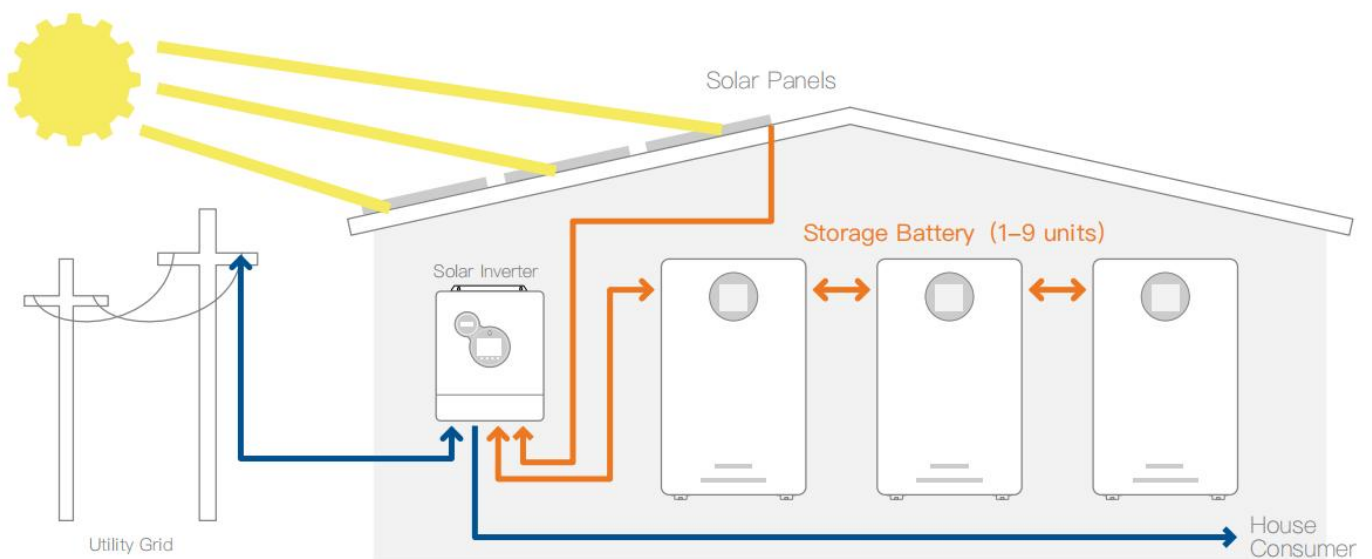 Solar Panels
Storage Battery (1–9 units)
Solar Inverter
Utility Grid
House
Consumer